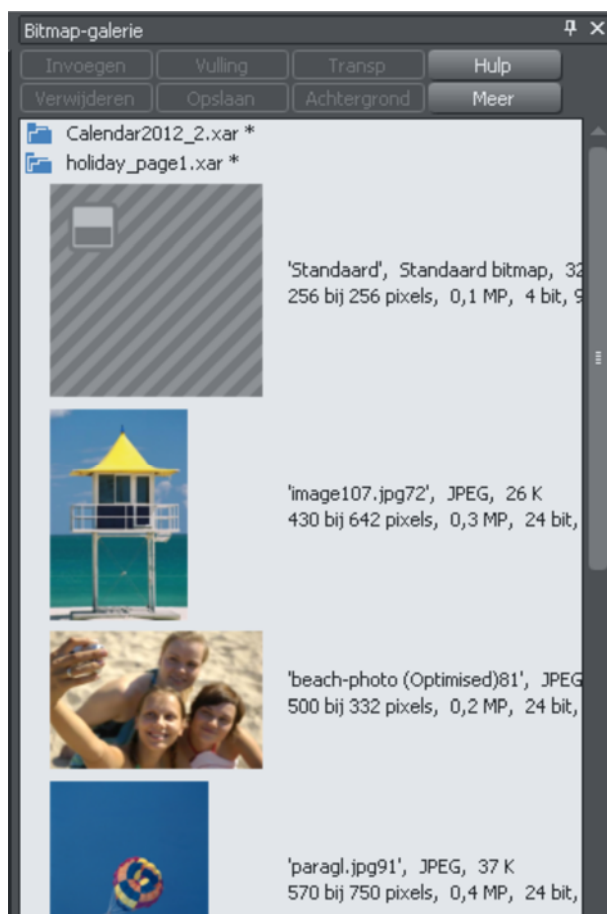 Bitmap-galerie
Invoegen Vulling Transp Hulp
Verwijderen Opslaan Achtergrond Meer
Calendar2012_2.xar *
holiday_page1.xar *
'Standaard', Standaard bitmap, 32
256 bij 256 pixels, 0,1 MP, 4 bit, 9
'image107.jpg72', JPEG, 26 K
430 bij 642 pixels, 0,3 MP, 24 bit,
'beach-photo (Optimised)81', JPEG
500 bij 332 pixels, 0,2 MP, 24 bit,
'paragl.jpg91', JPEG, 37 K
570 bij 750 pixels, 0,4 MP, 24 bit,